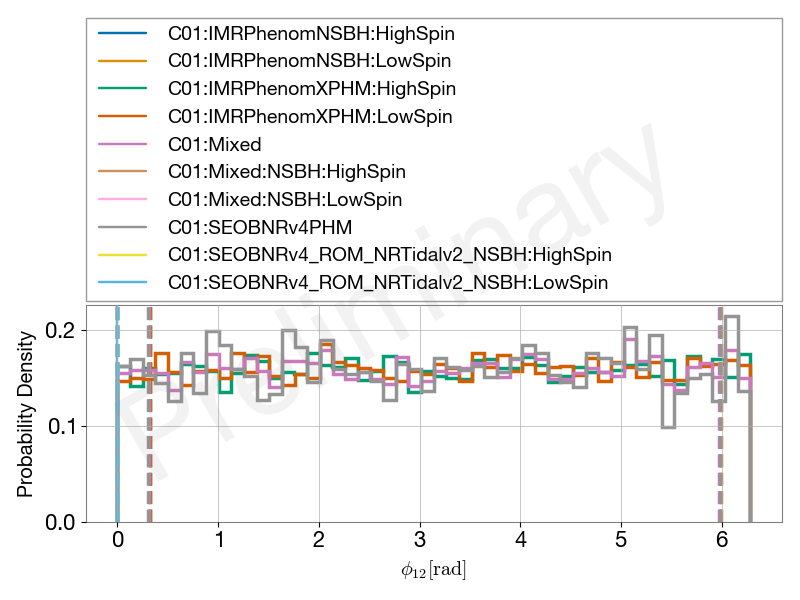 C01:IMRPhenomNSBH:HighSpin
C01:IMRPhenomNSBH:LowSpin
C01:IMRPhenomXPHM:HighSpin
C01:IMRPhenomXPHM:LowSpin
C01:Mixed
C01:Mixed:NSBH:HighSpin
C01:Mixed:NSBH:LowSpin
C01:SEOBNRv4PHM
C01:SEOBNRv4_ROM_NRTidalv2_NSBH:HighSpin
C01:SEOBNRv4_ROM_NRTidalv2_NSBH:LowSpin
Preliminary
Probability Density
0.2
0.1
0.0
0 1 2 3 4 5 6
ϕ₁₂[rad]